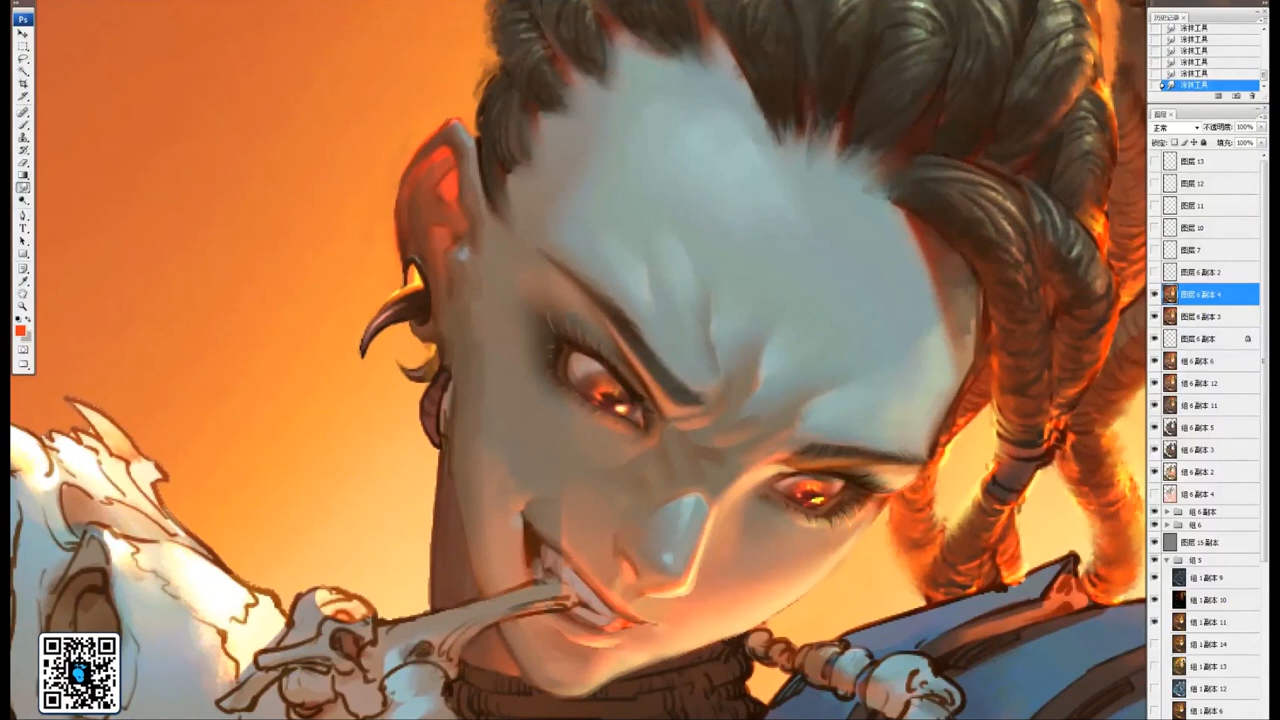 Ps
历史记录 ×
涂抹工具
涂抹工具
涂抹工具
涂抹工具
涂抹工具
涂抹工具
图层 ×
正常
不透明度: 100%
锁定:
填充: 100%
图层 13
图层 12
图层 11
图层 10
图层 7
图层 6 副本 2
图层 6 副本 4
图层 6 副本 3
图层 6 副本
组 6 副本 6
组 6 副本 12
组 6 副本 11
组 6 副本 5
组 6 副本 3
组 6 副本 2
组 6 副本 4
组 6 副本
组 6
图层 15 副本
组 5
组 1 副本 9
组 1 副本 10
组 1 副本 11
组 1 副本 14
组 1 副本 13
组 1 副本 12
组 1 副本 6